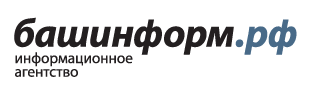 башинформ.рф
информационное
агентство